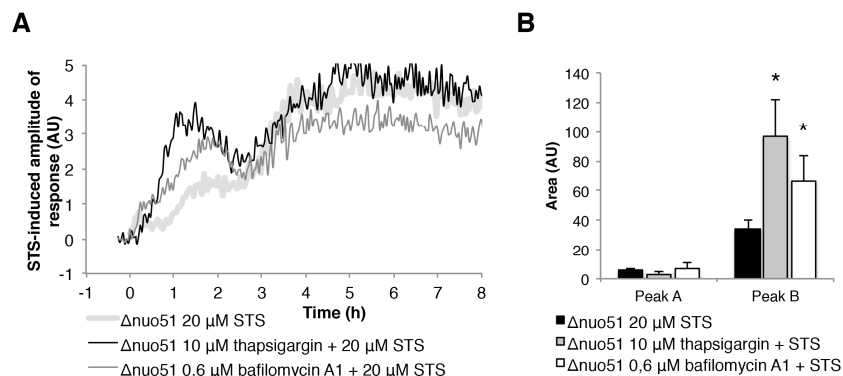 A
STS-induced amplitude of
response (AU)
5
4
3
2
1
0
-1
-1 0 1 2 3 4 5 6 7 8
Time (h)
Δnuo51 20 µM STS
Δnuo51 10 µM thapsigargin + 20 µM STS
Δnuo51 0,6 µM bafilomycin A1 + 20 µM STS
B
Area (AU)
140
120
100
80
60
40
20
0
*
*
Peak A Peak B
Δnuo51 20 µM STS
Δnuo51 10 µM thapsigargin + STS
Δnuo51 0,6 µM bafilomycin A1 + STS